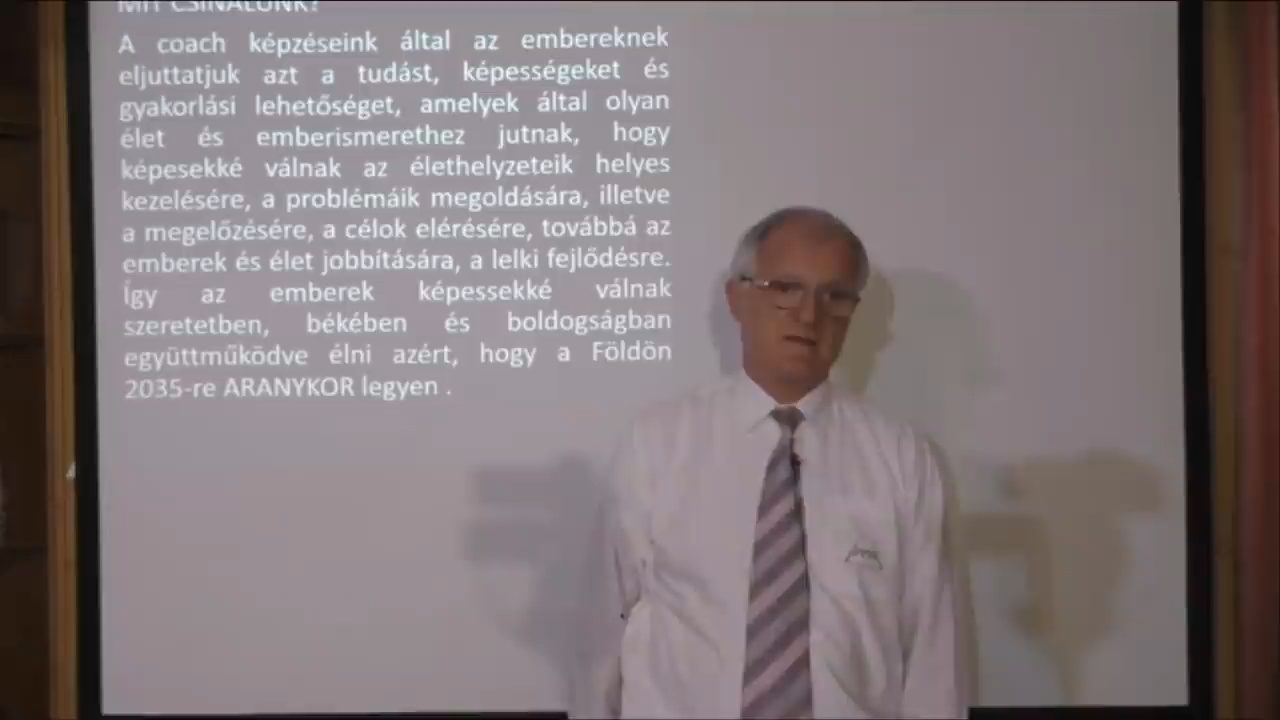 MIT CSINÁLUNK?
A coach képzéseink által az embereknek
eljuttatjuk azt a tudást, képességeket és
gyakorlási lehetőséget, amelyek által olyan
élet és emberismerethez jutnak, hogy
képesekké válnak az élethelyzeteik helyes
kezelésére, a problémáik megoldására, illetve
a megelőzésére, a célok elérésére, továbbá az
emberek és élet jobbítására, a lelki fejlődésre.
Így az emberek képessekké válnak
szeretetben, békében és boldogságban
együttműködve élni azért, hogy a Földön
2035-re ARANYKOR legyen .